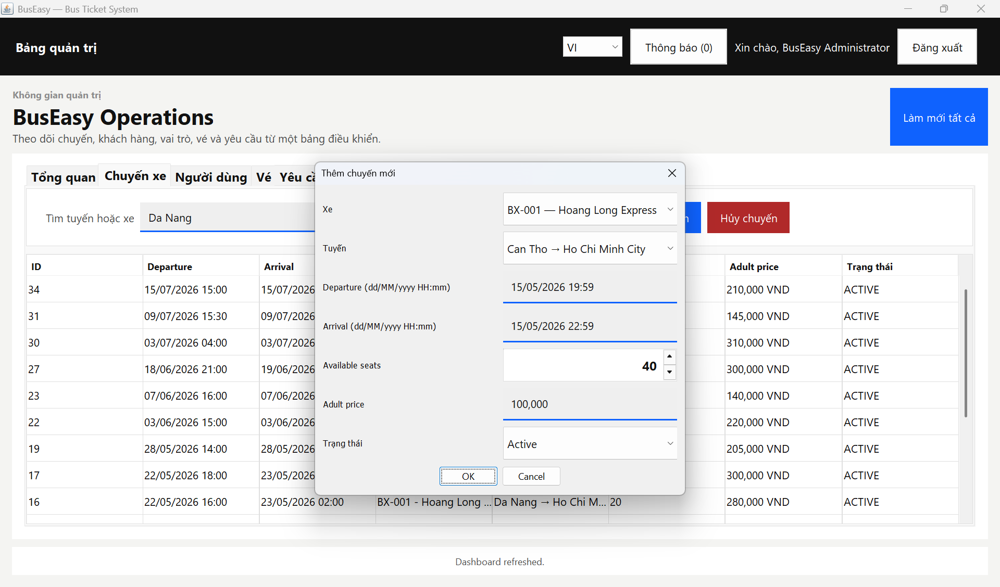 BusEasy — Bus Ticket System
Bảng quản trị
VI
Thông báo (0)
Xin chào, BusEasy Administrator
Đăng xuất
Không gian quản trị
BusEasy Operations
Theo dõi chuyến, khách hàng, vai trò, vé và yêu cầu từ một bảng điều khiển.
Làm mới tất cả
Tổng quan Chuyến xe Người dùng Vé Yêu
Tìm tuyến hoặc xe Da Nang
Hủy chuyến
Thêm chuyến mới
Xe BX-001 — Hoang Long Express
Tuyến Can Tho → Ho Chi Minh City
Departure (dd/MM/yyyy HH:mm) 15/05/2026 19:59
Arrival (dd/MM/yyyy HH:mm) 15/05/2026 22:59
Available seats 40
Adult price 100,000
Trạng thái Active
OK Cancel
ID Departure Arrival Adult price Trạng thái
34 15/07/2026 15:00 15/07/2026 210,000 VND ACTIVE
31 09/07/2026 15:30 09/07/2026 145,000 VND ACTIVE
30 03/07/2026 04:00 03/07/2026 310,000 VND ACTIVE
27 18/06/2026 21:00 19/06/2026 300,000 VND ACTIVE
23 07/06/2026 16:00 07/06/2026 140,000 VND ACTIVE
22 03/06/2026 15:00 03/06/2026 220,000 VND ACTIVE
19 28/05/2026 14:00 28/05/2026 205,000 VND ACTIVE
17 22/05/2026 18:00 23/05/2026 300,000 VND ACTIVE
16 22/05/2026 16:00 23/05/2026 02:00 BX-001 - Hoang Long ... Da Nang → Ho Chi M... 20 280,000 VND ACTIVE
Dashboard refreshed.